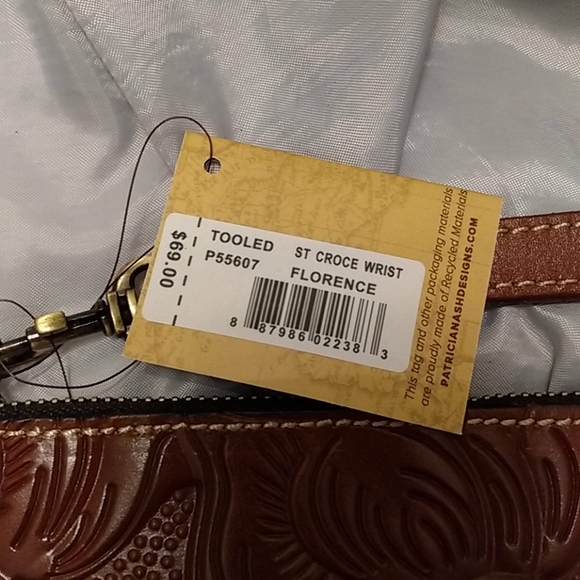 $69.00
TOOLED ST CROCE WRIST
P55607 FLORENCE
8 87986 02238 3
This tag and other packaging materials
are proudly made of Recycled Materials
PATRICIANASHDESIGNS.COM